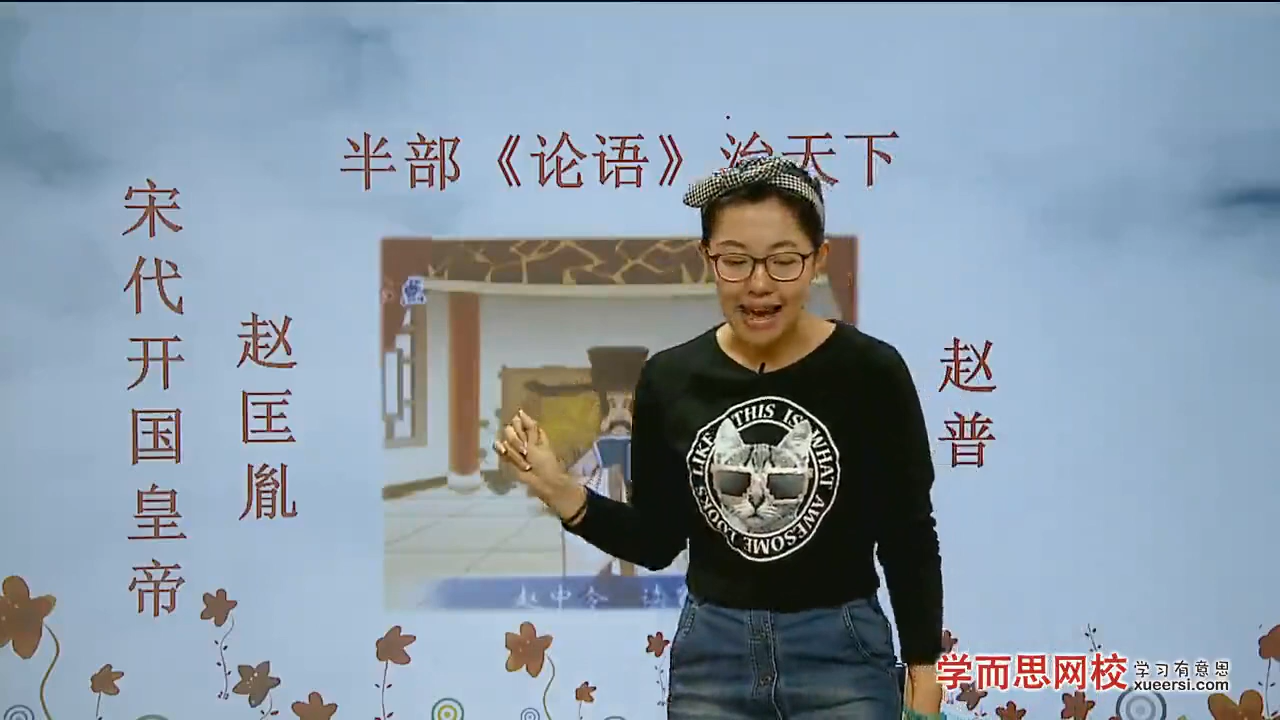 半部《论语》治天下
宋代开国皇帝
赵匡胤
赵普
赵中令
THIS IS WHAT AWESOME LOOKS LIKE
学而思网校
学习有意思
xueersi.com